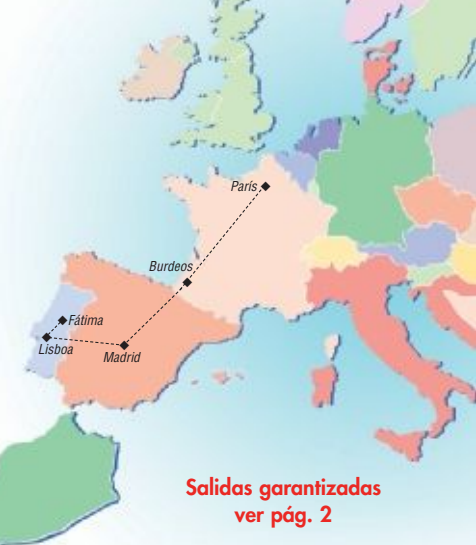 París
Burdeos
Fátima
Lisboa
Madrid
Salidas garantizadas
ver pág. 2